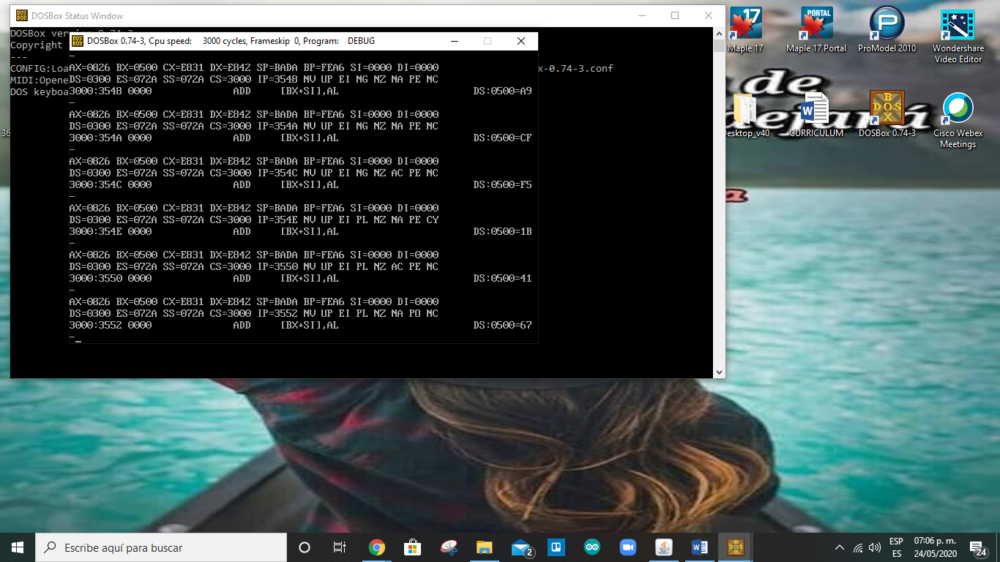 DOSBox Status Window
DOSBox version 0.74-3
Copyright
---
CONFIG:Loa
x-0.74-3.conf
MIDI:Opene
DOS keyboa
DOSBox 0.74-3, Cpu speed: 3000 cycles, Frameskip 0, Program: DEBUG
-
AX=0826 BX=0500 CX=E831 DX=E842 SP=BADA BP=FEA6 SI=0000 DI=0000
DS=0300 ES=072A SS=072A CS=3000 IP=3548 NV UP EI NG NZ NA PE NC
3000:3548 0000 ADD [BX+SI],AL DS:0500=A9
-
AX=0826 BX=0500 CX=E831 DX=E842 SP=BADA BP=FEA6 SI=0000 DI=0000
DS=0300 ES=072A SS=072A CS=3000 IP=354A NV UP EI NG NZ NA PE NC
3000:354A 0000 ADD [BX+SI],AL DS:0500=CF
-
AX=0826 BX=0500 CX=E831 DX=E842 SP=BADA BP=FEA6 SI=0000 DI=0000
DS=0300 ES=072A SS=072A CS=3000 IP=354C NV UP EI NG NZ AC PE NC
3000:354C 0000 ADD [BX+SI],AL DS:0500=F5
-
AX=0826 BX=0500 CX=E831 DX=E842 SP=BADA BP=FEA6 SI=0000 DI=0000
DS=0300 ES=072A SS=072A CS=3000 IP=354E NV UP EI PL NZ NA PE CY
3000:354E 0000 ADD [BX+SI],AL DS:0500=1B
-
AX=0826 BX=0500 CX=E831 DX=E842 SP=BADA BP=FEA6 SI=0000 DI=0000
DS=0300 ES=072A SS=072A CS=3000 IP=3550 NV UP EI PL NZ AC PE NC
3000:3550 0000 ADD [BX+SI],AL DS:0500=41
-
AX=0826 BX=0500 CX=E831 DX=E842 SP=BADA BP=FEA6 SI=0000 DI=0000
DS=0300 ES=072A SS=072A CS=3000 IP=3552 NV UP EI PL NZ NA PO NC
3000:3552 0000 ADD [BX+SI],AL DS:0500=67
-_
17
PORTAL
Maple 17
Maple 17 Portal
ProModel 2010
Wondershare
Video Editor
de
dejará
a
36
Desktop_v40
CURRICULUM
DOSBox 0.74-3
Cisco Webex
Meetings
Escribe aquí para buscar
2
ESP
ES
07:06 p. m.
24/05/2020
24